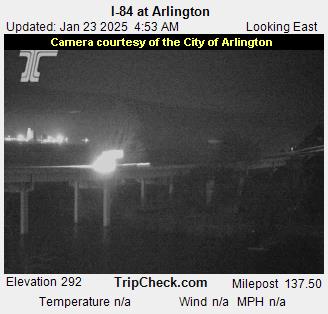 I-84 at Arlington
Updated: Jan 23 2025 4:53 AM Looking East
Camera courtesy of the City of Arlington
Elevation 292 TripCheck.com Milepost 137.50
Temperature n/a Wind n/a MPH n/a